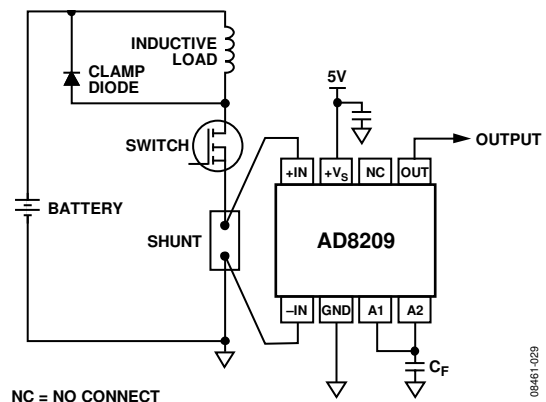 INDUCTIVE
LOAD
CLAMP
DIODE
5V
OUTPUT
SWITCH
+IN
+VS
NC
OUT
BATTERY
SHUNT
AD8209
–IN
GND
A1
A2
CF
NC = NO CONNECT
08461-029